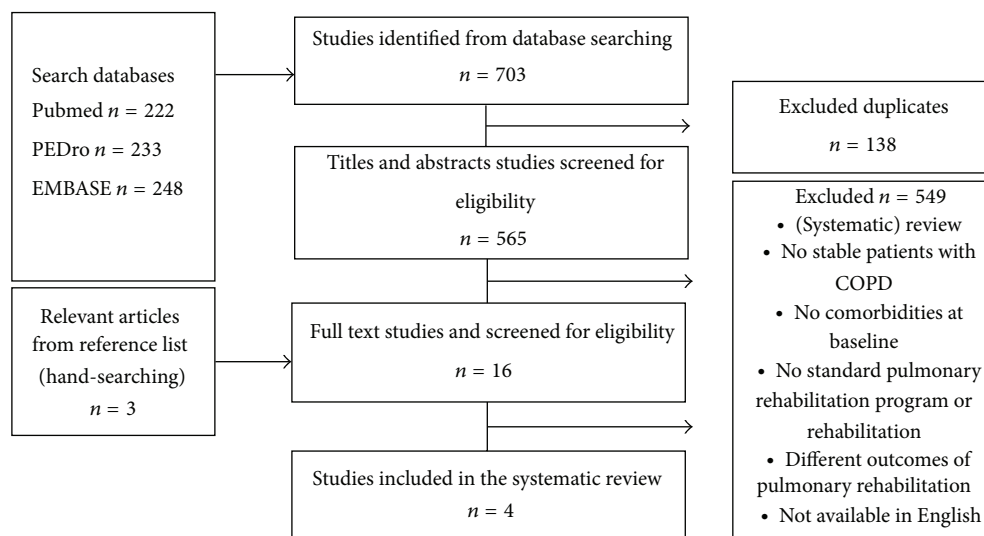 Search databases
Pubmed n = 222
PEDro n = 233
EMBASE n = 248
Studies identified from database searching
n = 703
Excluded duplicates
n = 138
Titles and abstracts studies screened for
eligibility
n = 565
Excluded n = 549
• (Systematic) review
• No stable patients with
COPD
• No comorbidities at
baseline
• No standard pulmonary
rehabilitation program or
rehabilitation
• Different outcomes of
pulmonary rehabilitation
• Not available in English
Relevant articles
from reference list
(hand-searching)
n = 3
Full text studies and screened for eligibility
n = 16
Studies included in the systematic review
n = 4